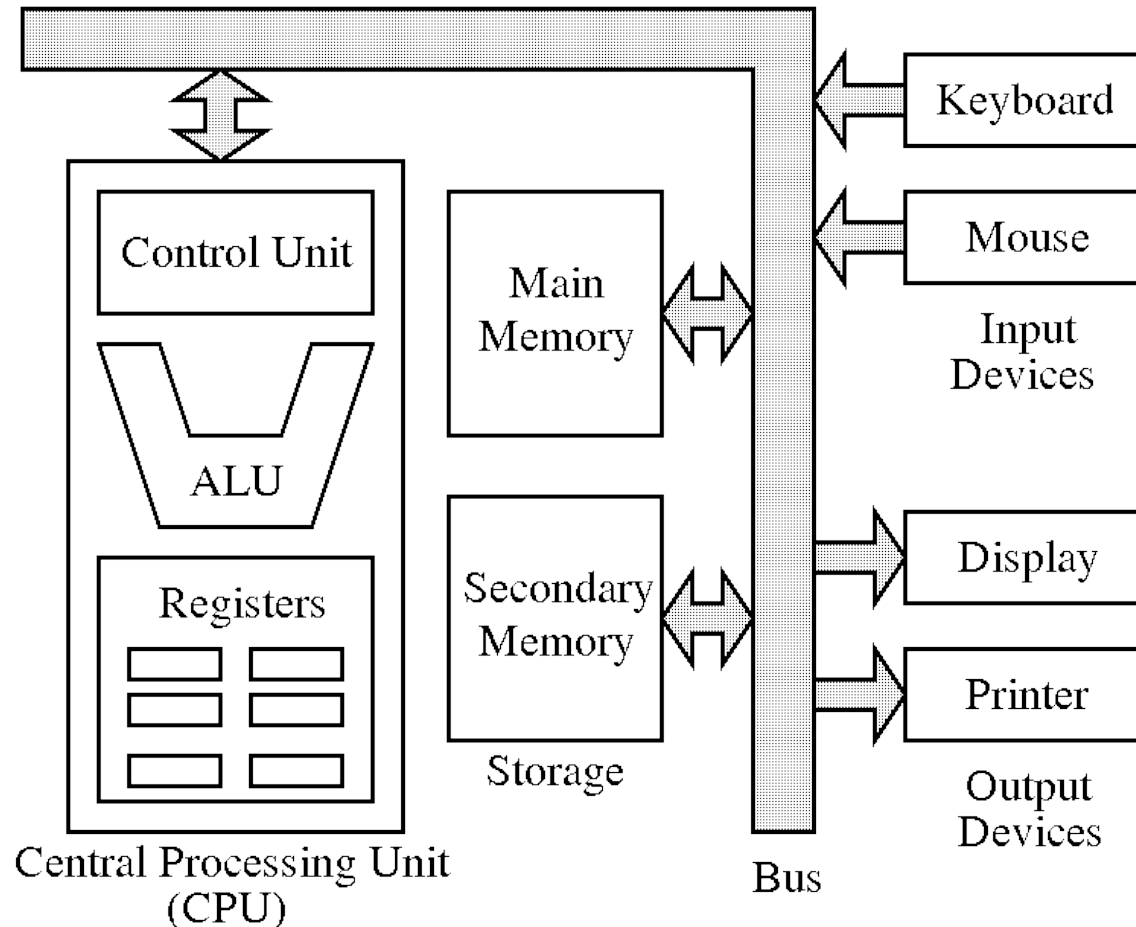 Control Unit
ALU
Registers
Central Processing Unit
(CPU)
Main
Memory
Secondary
Memory
Storage
Bus
Keyboard
Mouse
Input
Devices
Display
Printer
Output
Devices